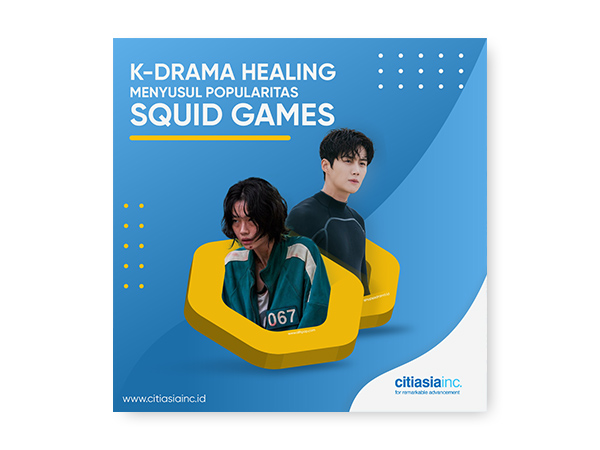 K-DRAMA HEALING
MENYUSUL POPULARITAS
SQUID GAMES
/067
citiasiainc.
for remarkable advancement
www.citiasiainc.id